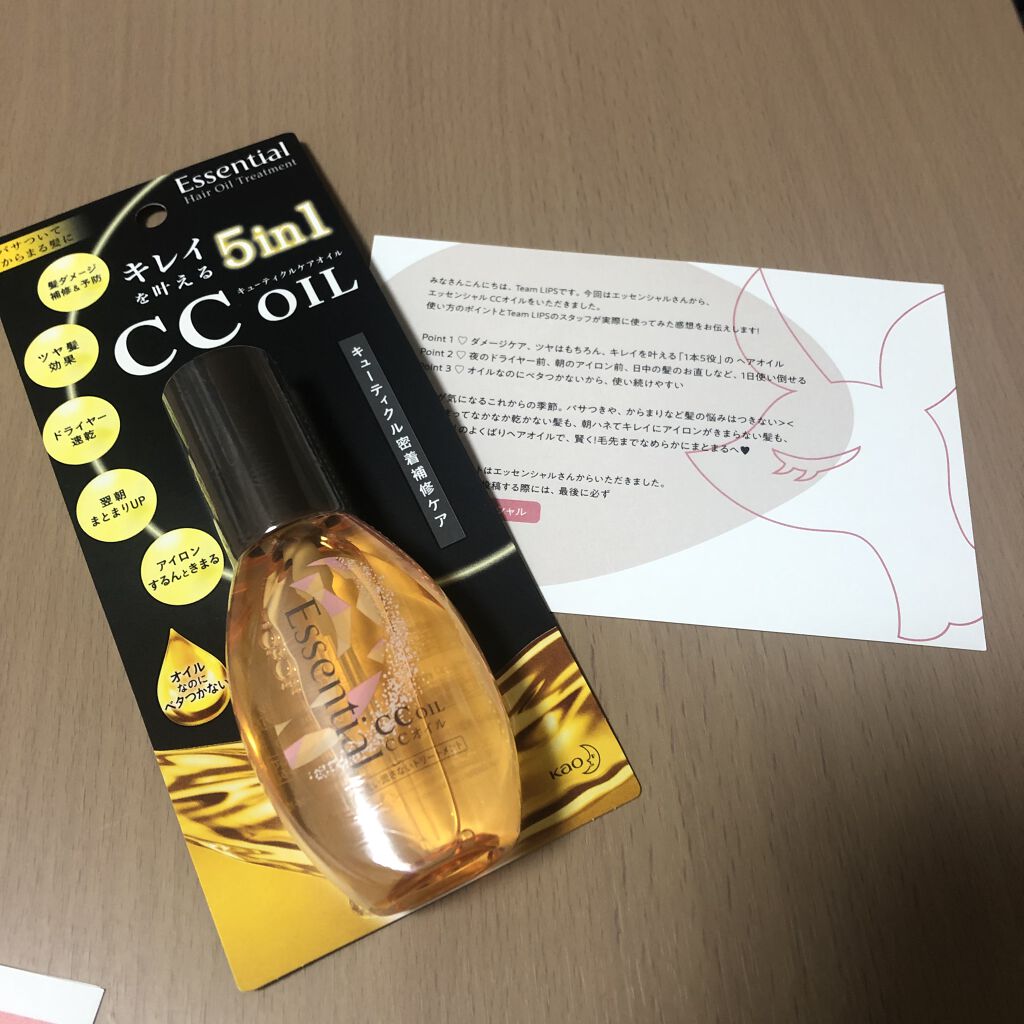 Essential
Hair Oil Treatment
パサついて
からまる髪に
キレイ
を叶える
5in1
キューティクルケアオイル
CC OIL
髪ダメージ
補修&予防
ツヤ髪
効果
ドライヤー
速乾
翌朝
まとまりUP
アイロン
するんときまる
オイル
なのに
ベタつかない
キューティクル密着補修ケア
Essential
CC OIL
CCオイル
流さないトリートメント
Kao
みなさんこんにちは、Team LIPSです。今回はエッセンシャルさんから、
エッセンシャル CCオイルをいただきました。
使い方のポイントとTeam LIPSのスタッフが実際に使ってみた感想をお伝えします!
Point 1 ♡ ダメージケア、ツヤはもちろん、キレイを叶える「1本5役」の ヘアオイル
Point 2 ♡ 夜のドライヤー前、朝のアイロン前、日中の髪のお直しなど、1日使い倒せる
Point 3 ♡ オイルなのにベタつかないから、使い続けやすい
気になるこれからの季節。パサつきや、からまりなど髪の悩みはつきない><
ってなかなか乾かない髪も、朝ハネてキレイにアイロンがきまらない髪も、
のよくばりヘアオイルで、賢く!毛先までなめらかにまとまるへ♥
はエッセンシャルさんからいただきました。
投稿する際には、最後に必ず
シャル